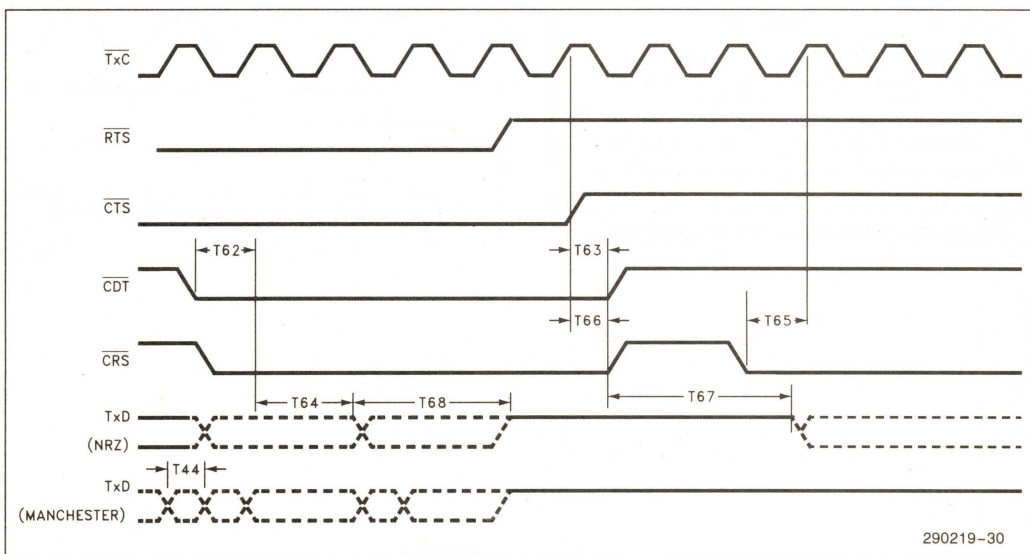 TxC
RTS
CTS
T62
T63
CDT
T66
T65
CRS
T64
T68
T67
TxD
(NRZ)
T44
TxD
(MANCHESTER)
290219-30